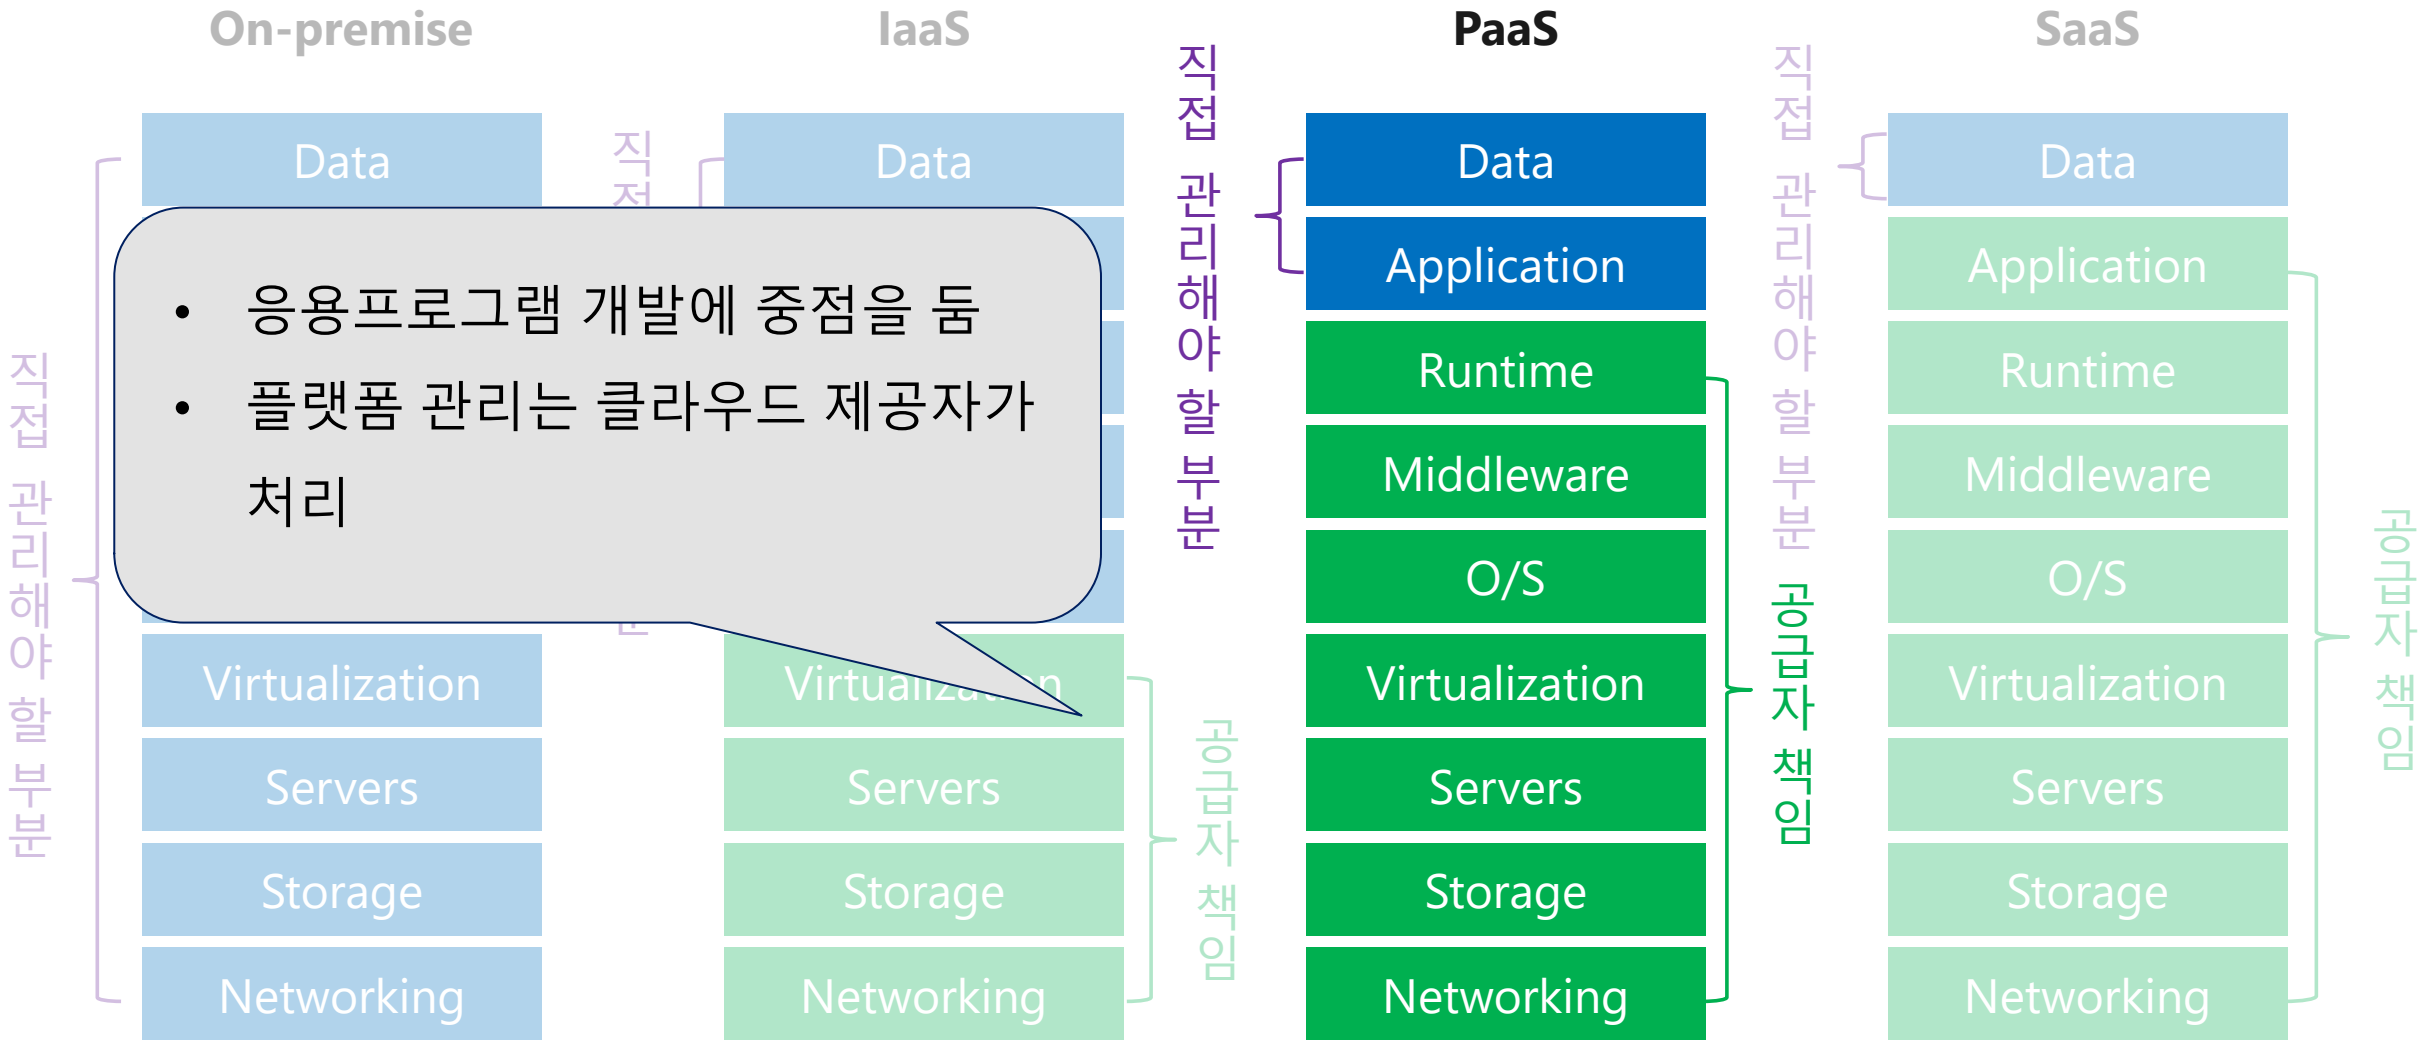 On-premise
IaaS
PaaS
SaaS
직접 관리해야 할 부분
Data
Virtualization
Servers
Storage
Networking
Data
Servers
Storage
Networking
공급자 책임
• 응용프로그램 개발에 중점을 둠
• 플랫폼 관리는 클라우드 제공자가
처리
직접 관리해야 할 부분
Data
Application
Runtime
Middleware
O/S
Virtualization
Servers
Storage
Networking
공급자 책임
직접 관리해야 할 부분
Data
Application
Runtime
Middleware
O/S
Virtualization
Servers
Storage
Networking
공급자 책임